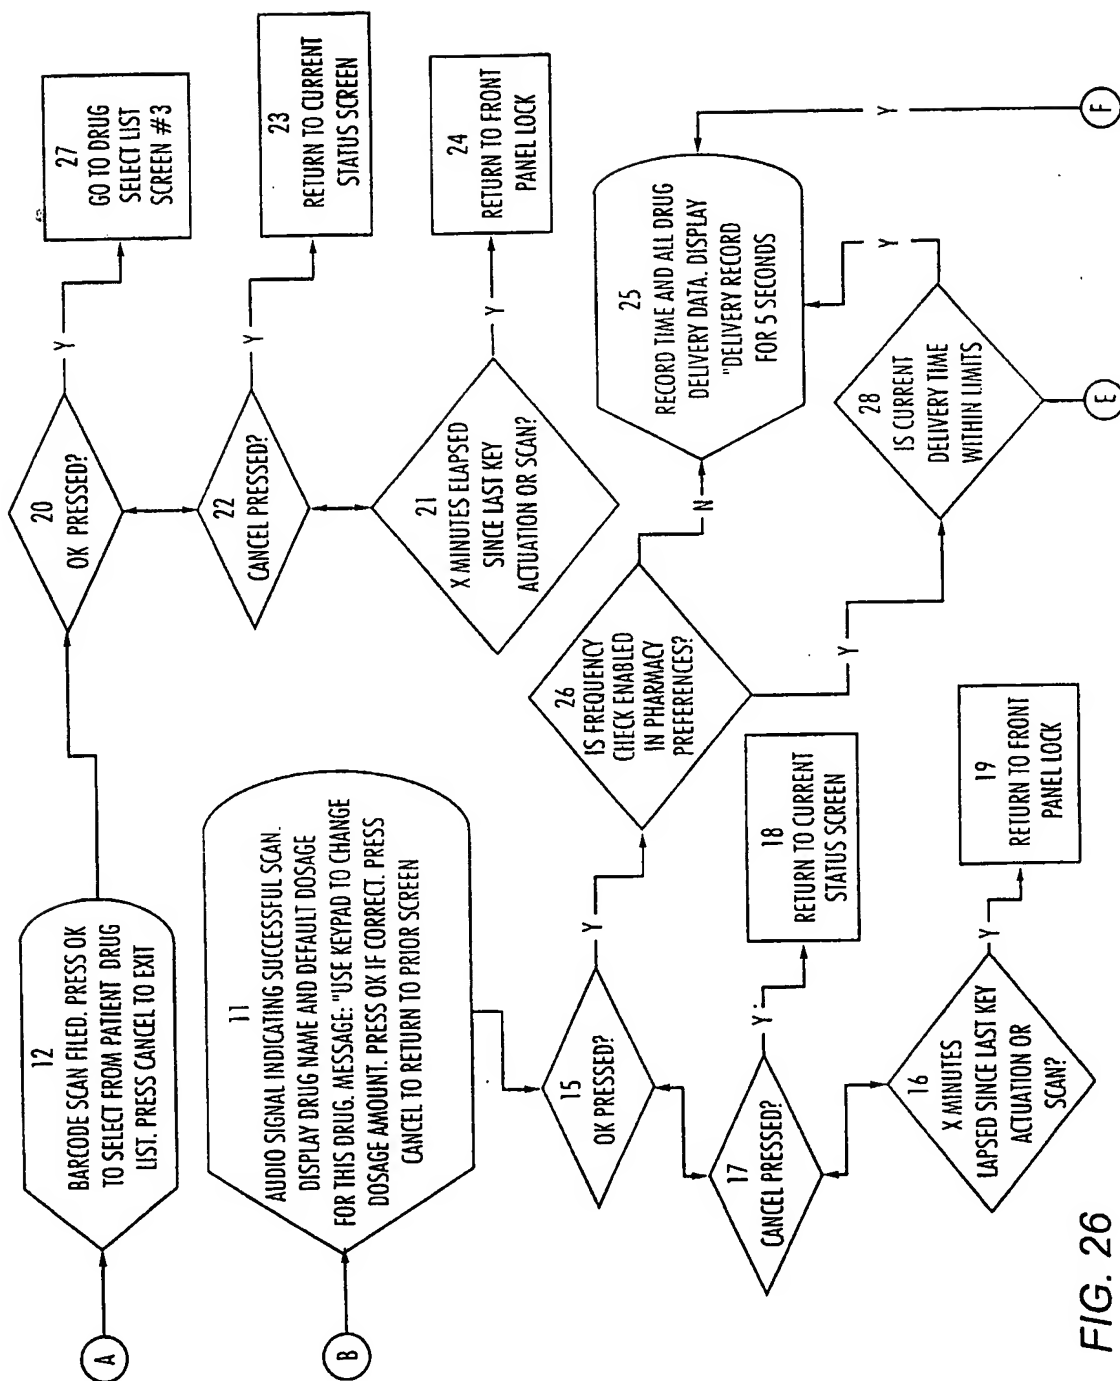 A
12
BARCODE SCAN FILED. PRESS OK
TO SELECT FROM PATIENT DRUG
LIST. PRESS CANCEL TO EXIT
20
OK PRESSED?
Y
27
GO TO DRUG
SELECT LIST
SCREEN #3
22
CANCEL PRESSED?
Y
23
RETURN TO CURRENT
STATUS SCREEN
21
X MINUTES ELAPSED
SINCE LAST KEY
ACTUATION OR SCAN?
Y
24
RETURN TO FRONT
PANEL LOCK
B
11
AUDIO SIGNAL INDICATING SUCCESSFUL SCAN.
DISPLAY DRUG NAME AND DEFAULT DOSAGE
FOR THIS DRUG. MESSAGE: "USE KEYPAD TO CHANGE
DOSAGE AMOUNT. PRESS OK IF CORRECT. PRESS
CANCEL TO RETURN TO PRIOR SCREEN
15
OK PRESSED?
Y
26
IS FREQUENCY
CHECK ENABLED
IN PHARMACY
PREFERENCES?
N
Y
25
RECORD TIME AND ALL DRUG
DELIVERY DATA. DISPLAY
"DELIVERY RECORD
FOR 5 SECONDS
Y
F
28
IS CURRENT
DELIVERY TIME
WITHIN LIMITS
Y
E
17
CANCEL PRESSED?
Y
18
RETURN TO CURRENT
STATUS SCREEN
16
X MINUTES
LAPSED SINCE LAST KEY
ACTUATION OR
SCAN?
Y
19
RETURN TO FRONT
PANEL LOCK
FIG. 26